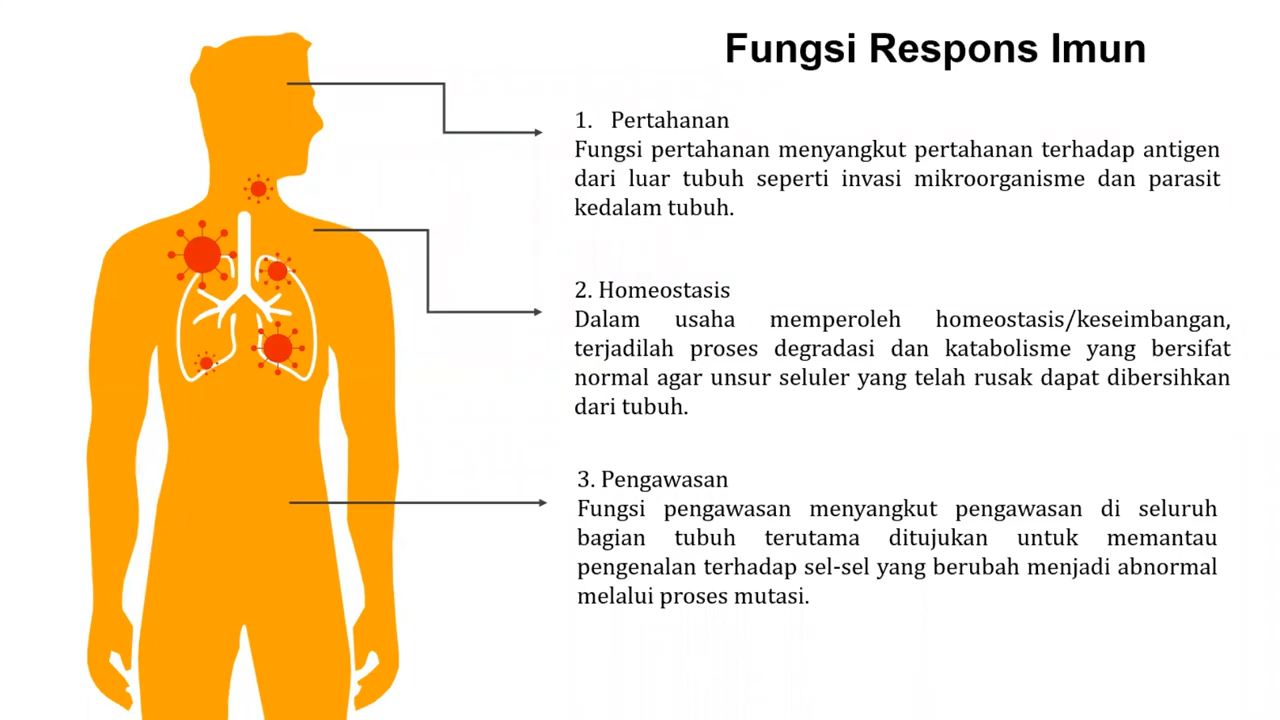 Fungsi Respons Imun
1. Pertahanan
Fungsi pertahanan menyangkut pertahanan terhadap antigen
dari luar tubuh seperti invasi mikroorganisme dan parasit
kedalam tubuh.
2. Homeostasis
Dalam usaha memperoleh homeostasis/keseimbangan,
terjadilah proses degradasi dan katabolisme yang bersifat
normal agar unsur seluler yang telah rusak dapat dibersihkan
dari tubuh.
3. Pengawasan
Fungsi pengawasan menyangkut pengawasan di seluruh
bagian tubuh terutama ditujukan untuk memantau
pengenalan terhadap sel-sel yang berubah menjadi abnormal
melalui proses mutasi.